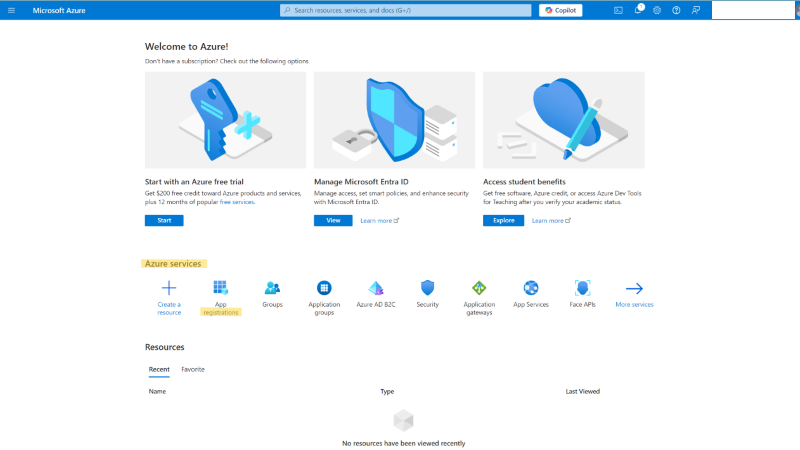 Microsoft Azure
Search resources, services, and docs (G+/)
Copilot
1
Welcome to Azure!
Don't have a subscription? Check out the following options.
Start with an Azure free trial
Get $200 free credit toward Azure products and services,
plus 12 months of popular free services.
Start
Manage Microsoft Entra ID
Manage access, set smart policies, and enhance security
with Microsoft Entra ID.
View
Learn more
Access student benefits
Get free software, Azure credit, or access Azure Dev Tools
for Teaching after you verify your academic status.
Explore
Learn more
Azure services
Create a
resource
App
registrations
Groups
Application
groups
Azure AD B2C
Security
Application
gateways
App Services
Face APIs
More services
Resources
Recent
Favorite
Name
Type
Last Viewed
No resources have been viewed recently